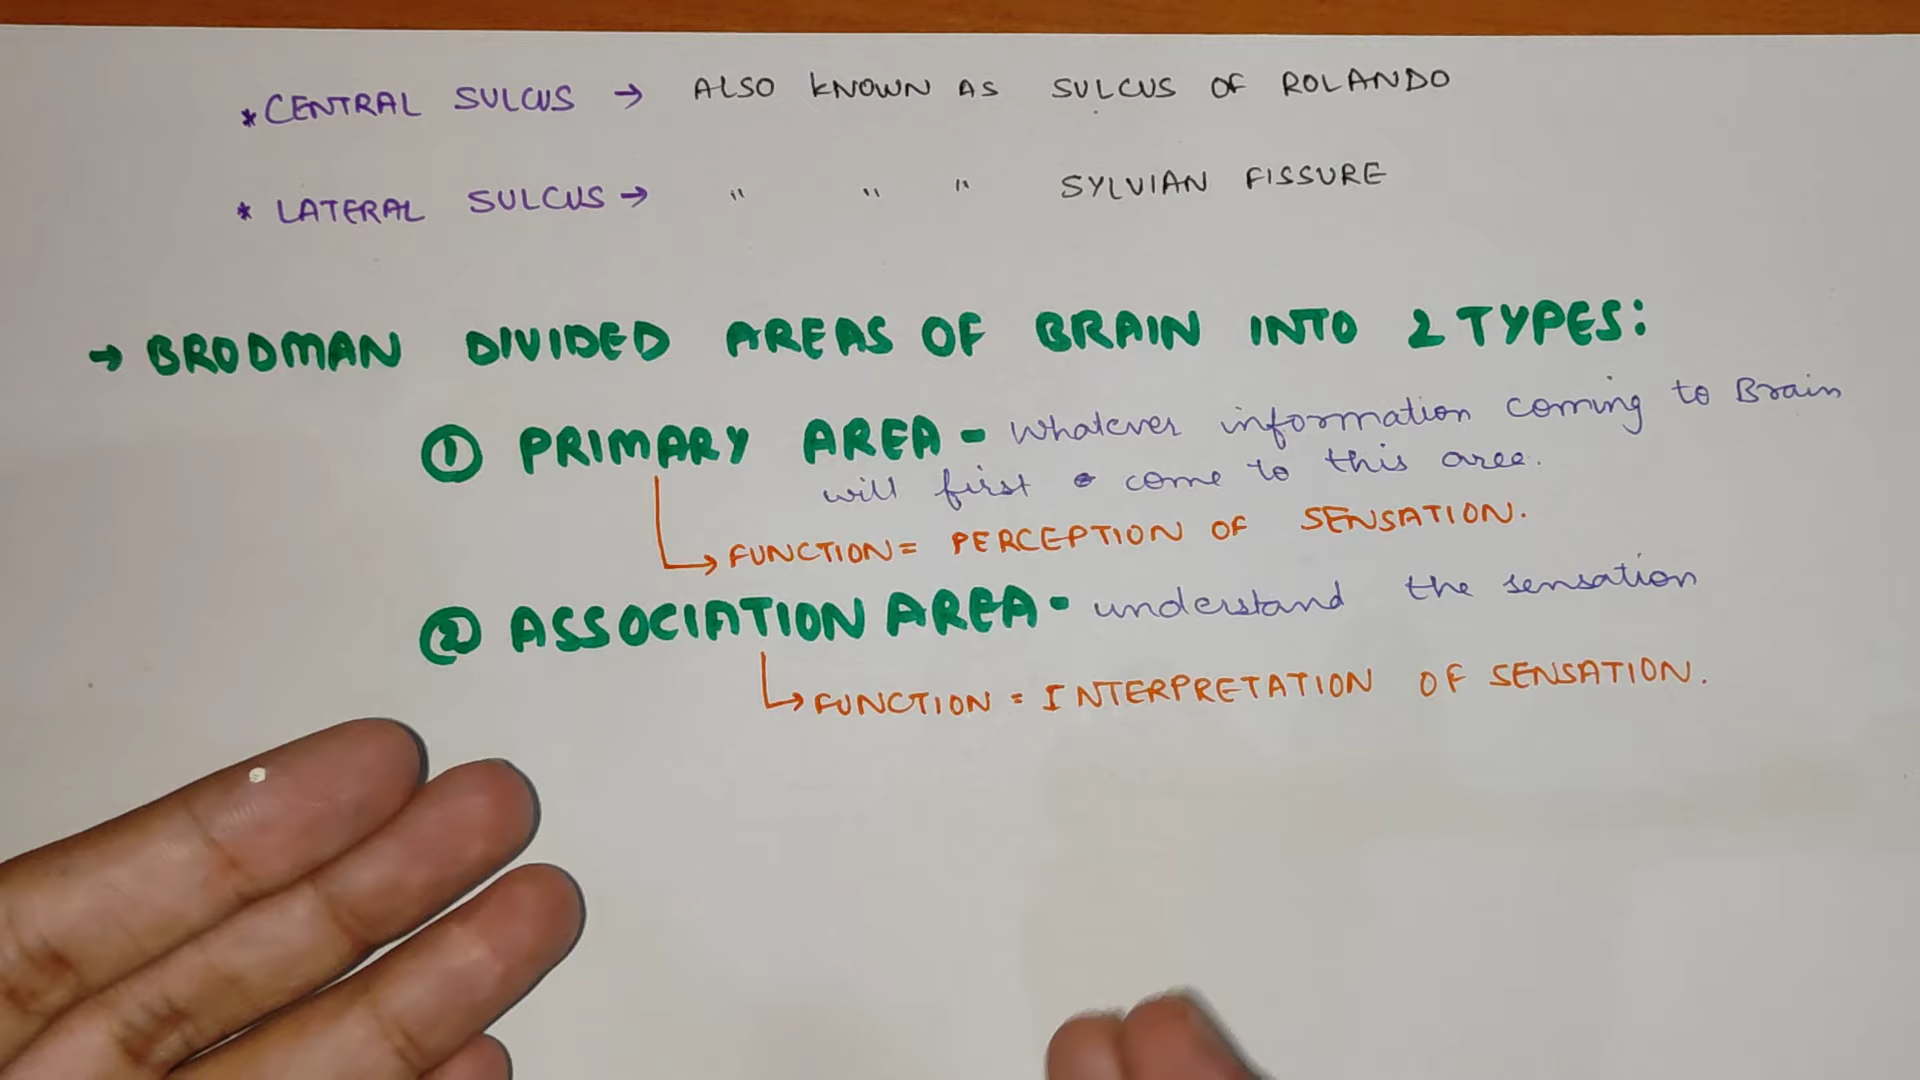 * CENTRAL SULCUS → ALSO KNOWN AS SULCUS OF ROLANDO
* LATERAL SULCUS → " " " SYLVIAN FISSURE
→ BRODMAN DIVIDED AREAS OF BRAIN INTO 2 TYPES:
① PRIMARY AREA - Whatever information coming to Brain
will first come to this area.
↳ FUNCTION = PERCEPTION OF SENSATION.
② ASSOCIATION AREA - understand the sensation
↳ FUNCTION = INTERPRETATION OF SENSATION.